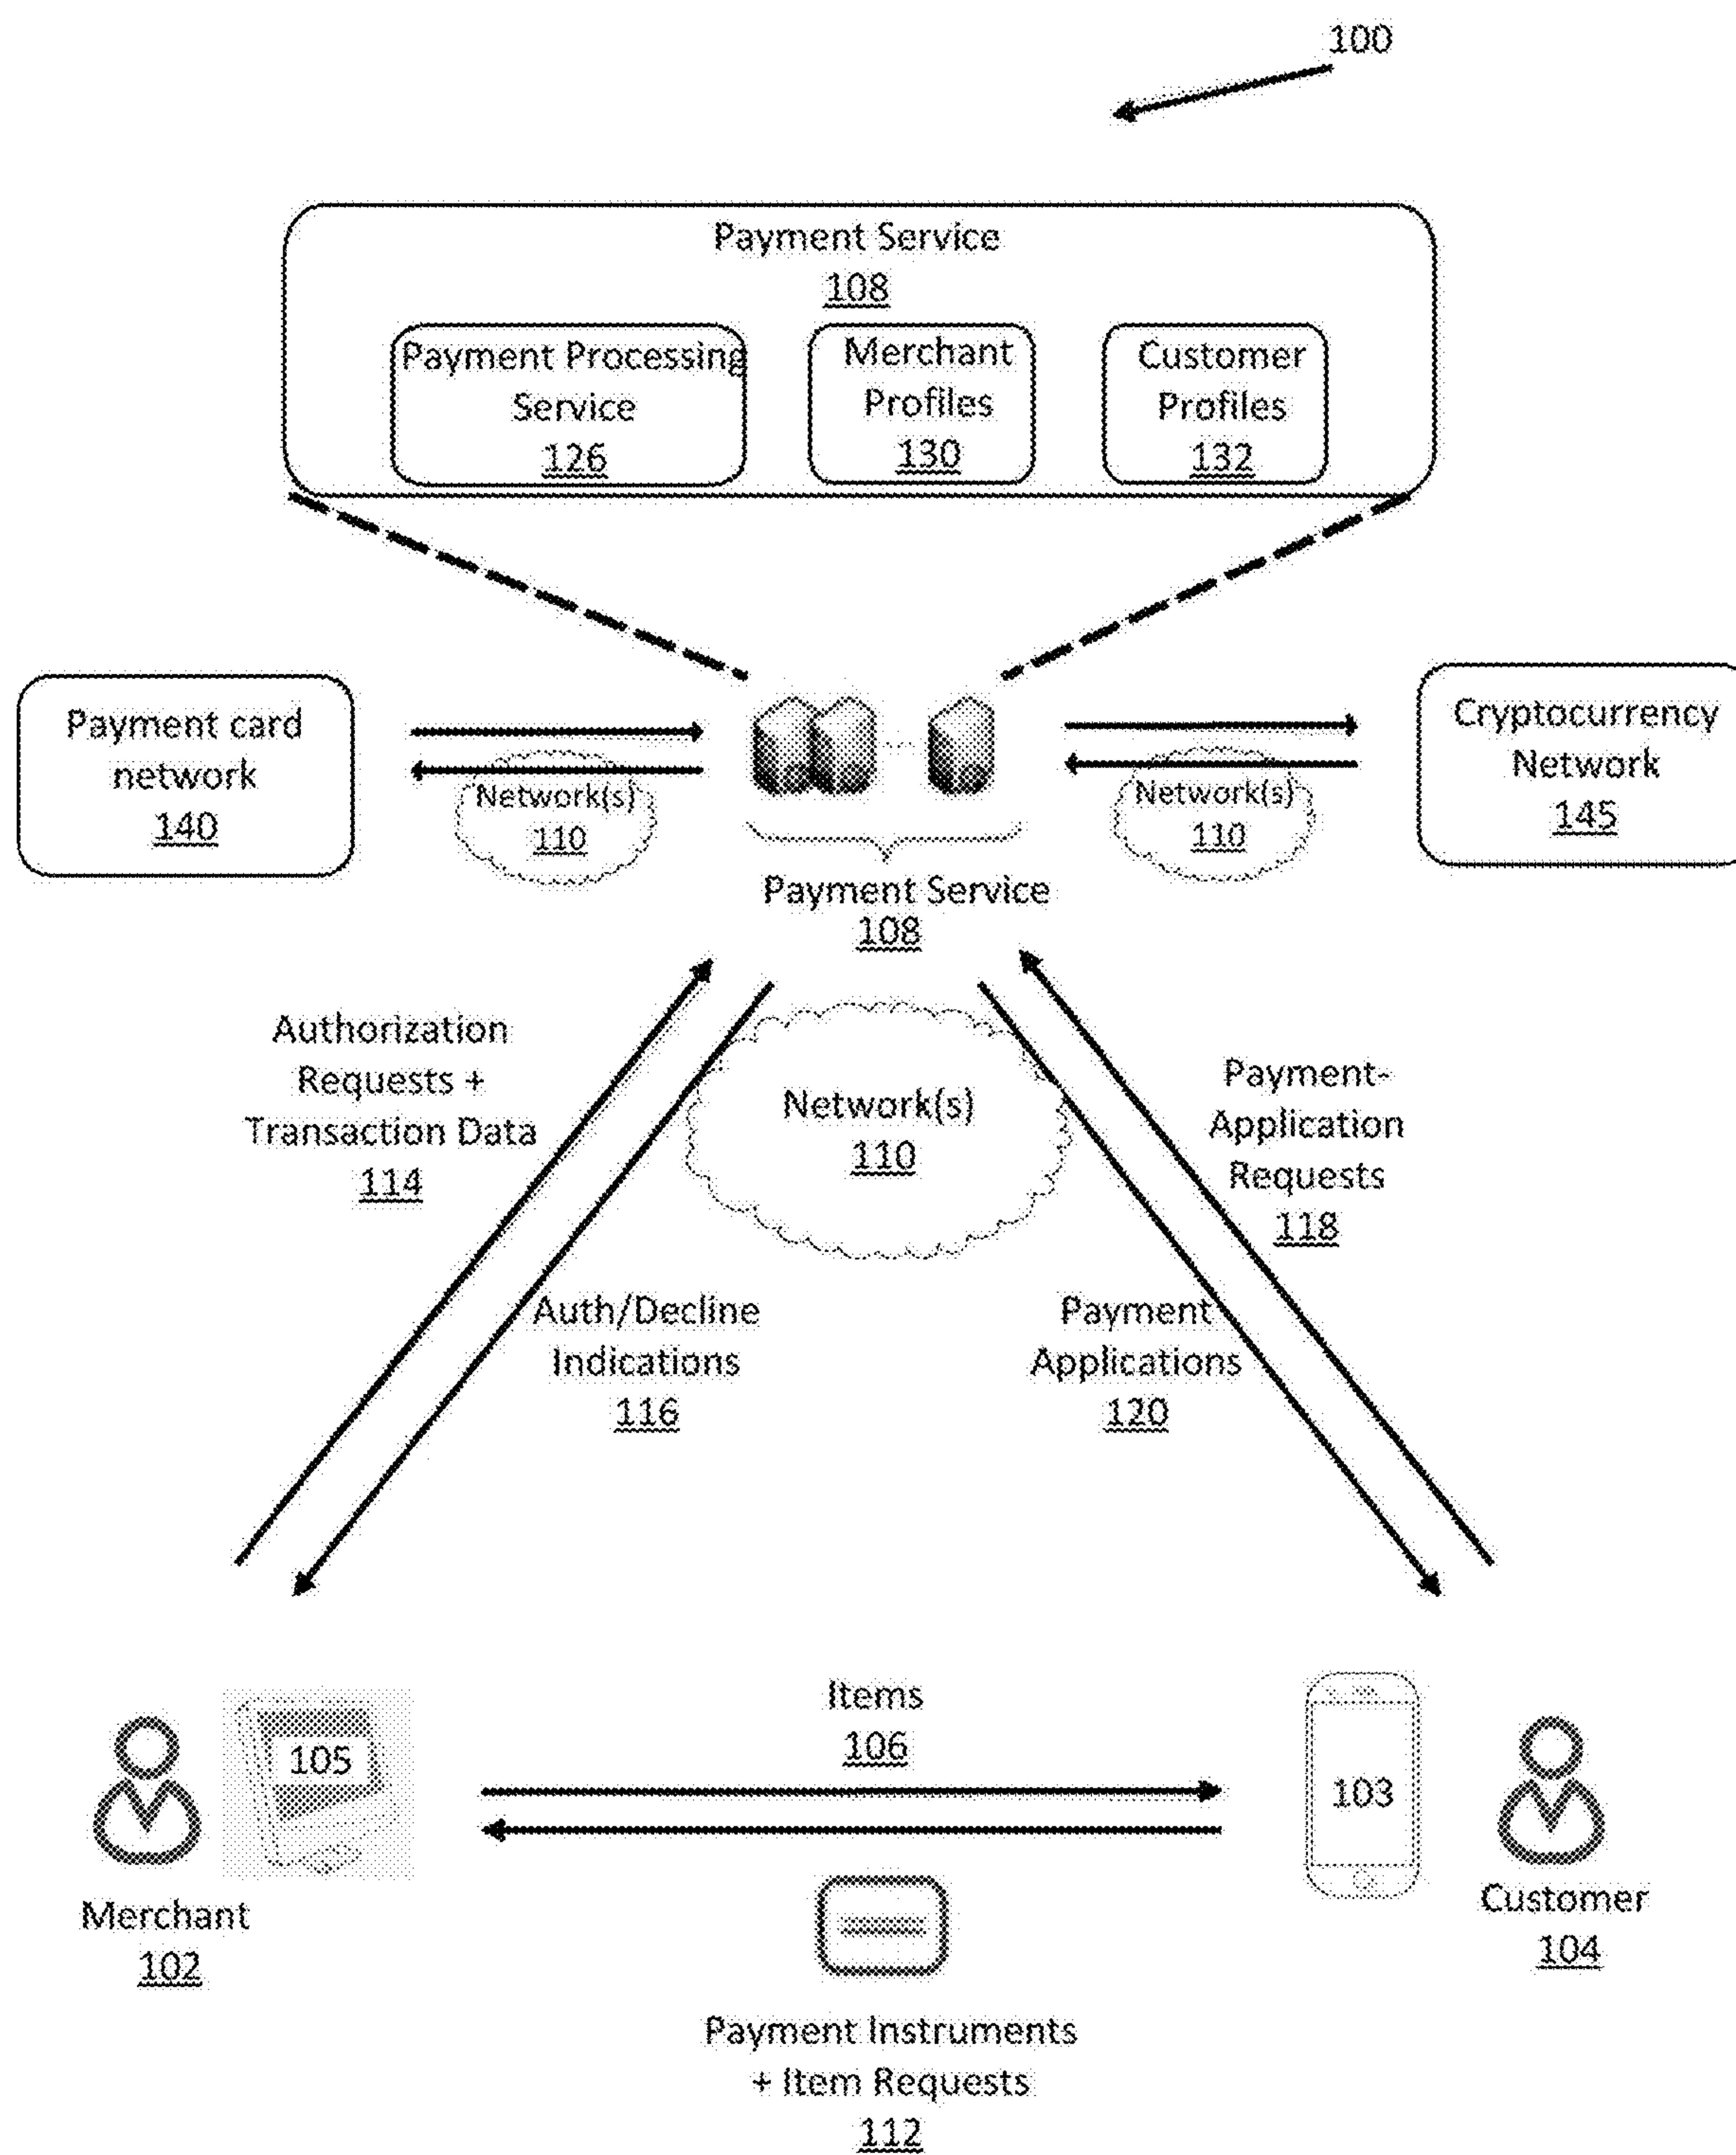 100
Payment Service
108
Payment Processing
Service
126
Merchant
Profiles
130
Customer
Profiles
132
Payment card
network
140
Network(s)
110
Payment Service
108
Network(s)
110
Cryptocurrency
Network
145
Authorization
Requests +
Transaction Data
114
Network(s)
110
Payment-
Application
Requests
118
Auth/Decline
Indications
116
Payment
Applications
120
Items
106
105
103
Merchant
102
Customer
104
Payment Instruments
+ Item Requests
112